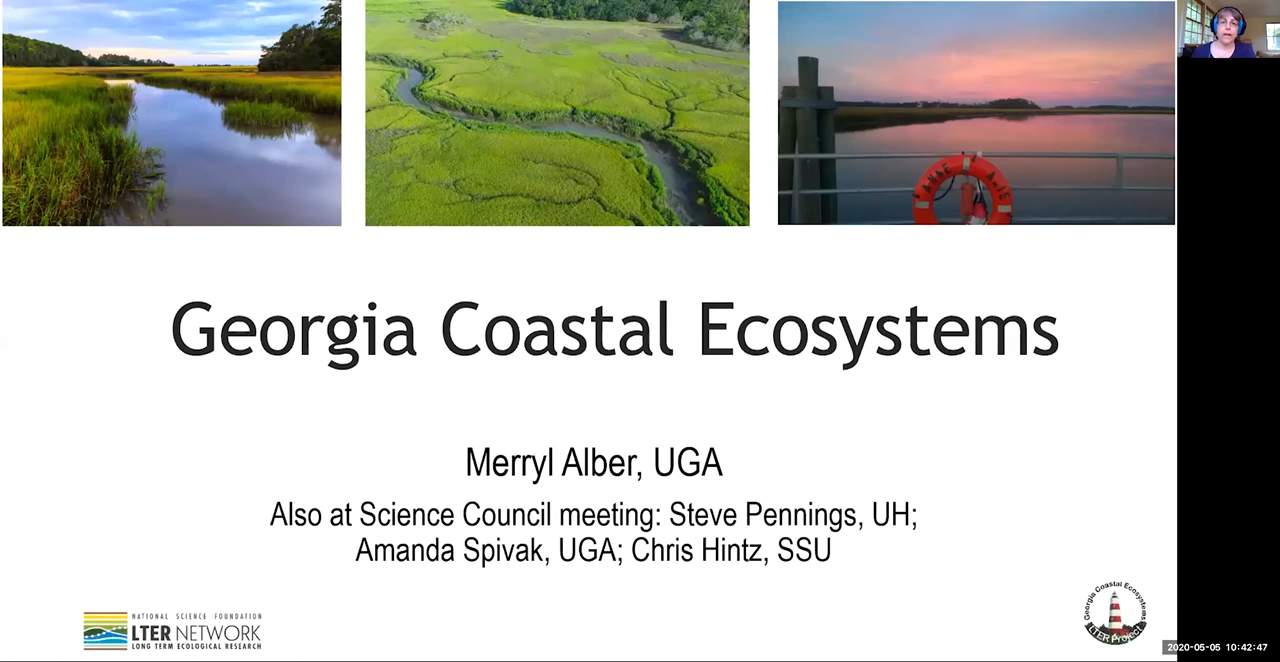 Georgia Coastal Ecosystems
Merryl Alber, UGA
Also at Science Council meeting: Steve Pennings, UH;
Amanda Spivak, UGA; Chris Hintz, SSU
NATIONAL SCIENCE FOUNDATION
LTER NETWORK
LONG TERM ECOLOGICAL RESEARCH
Georgia Coastal Ecosystems
LTER Project
2020-05-05 10:42:47